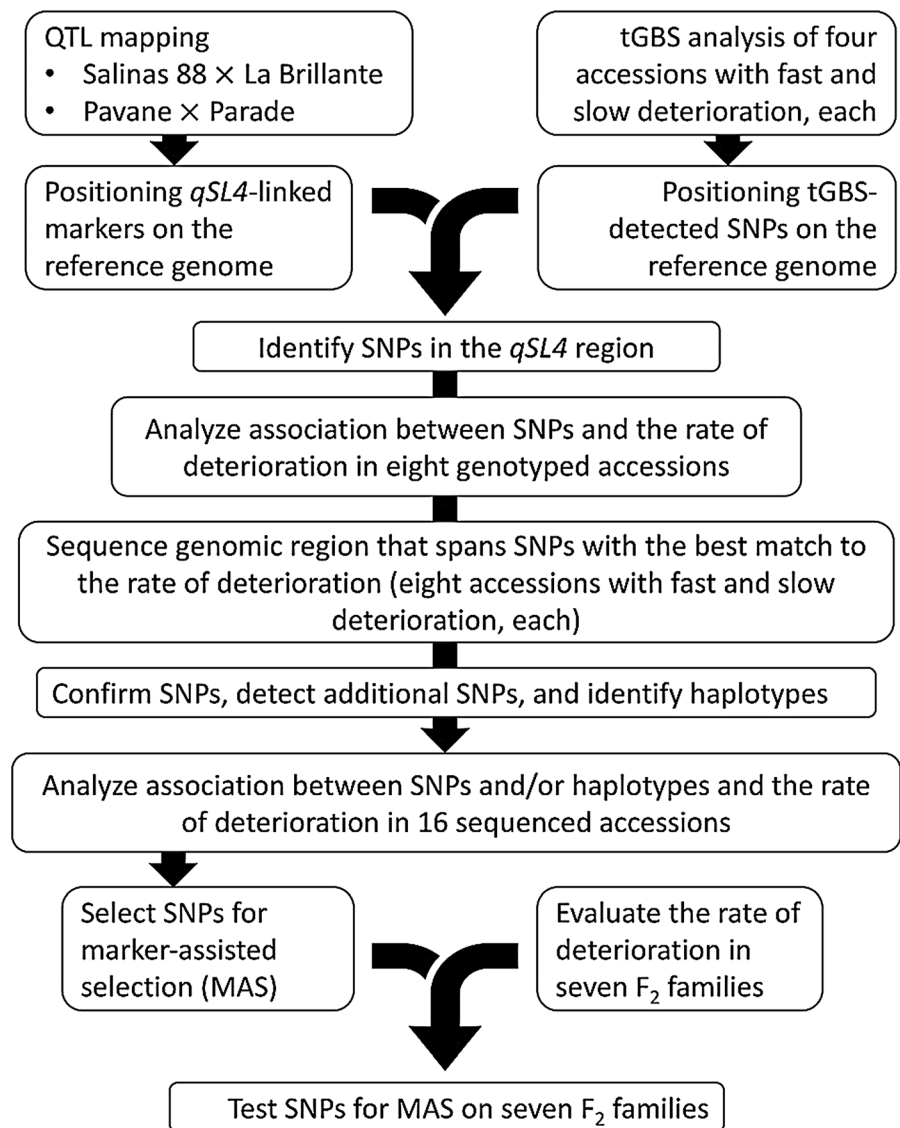 QTL mapping
• Salinas 88 × La Brillante
• Pavane × Parade
tGBS analysis of four
accessions with fast and
slow deterioration, each
Positioning qSL4-linked
markers on the
reference genome
Positioning tGBS-
detected SNPs on the
reference genome
Identify SNPs in the qSL4 region
Analyze association between SNPs and the rate of
deterioration in eight genotyped accessions
Sequence genomic region that spans SNPs with the best match to
the rate of deterioration (eight accessions with fast and slow
deterioration, each)
Confirm SNPs, detect additional SNPs, and identify haplotypes
Analyze association between SNPs and/or haplotypes and the rate
of deterioration in 16 sequenced accessions
Select SNPs for
marker-assisted
selection (MAS)
Evaluate the rate of
deterioration in
seven F₂ families
Test SNPs for MAS on seven F₂ families